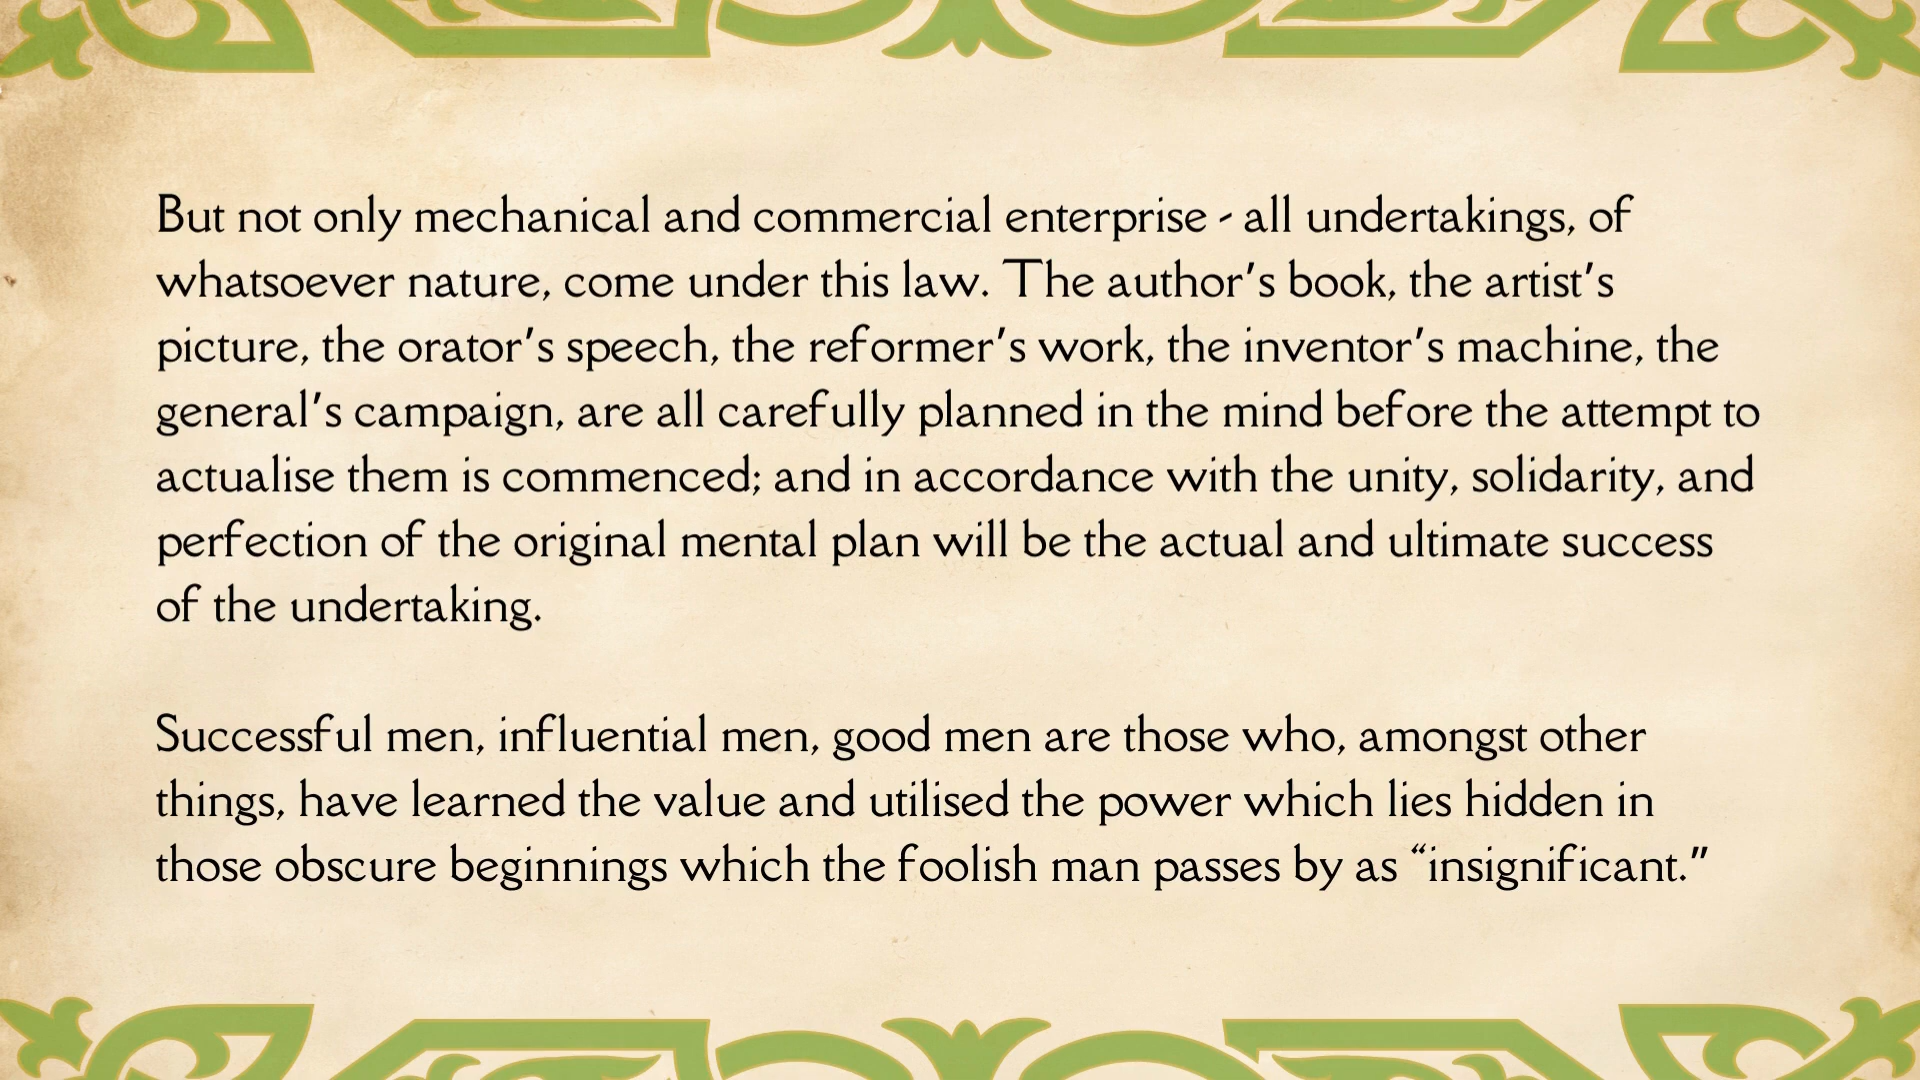 But not only mechanical and commercial enterprise - all undertakings, of
whatsoever nature, come under this law. The author's book, the artist's
picture, the orator's speech, the reformer's work, the inventor's machine, the
general's campaign, are all carefully planned in the mind before the attempt to
actualise them is commenced; and in accordance with the unity, solidarity, and
perfection of the original mental plan will be the actual and ultimate success
of the undertaking.
Successful men, influential men, good men are those who, amongst other
things, have learned the value and utilised the power which lies hidden in
those obscure beginnings which the foolish man passes by as “insignificant.”